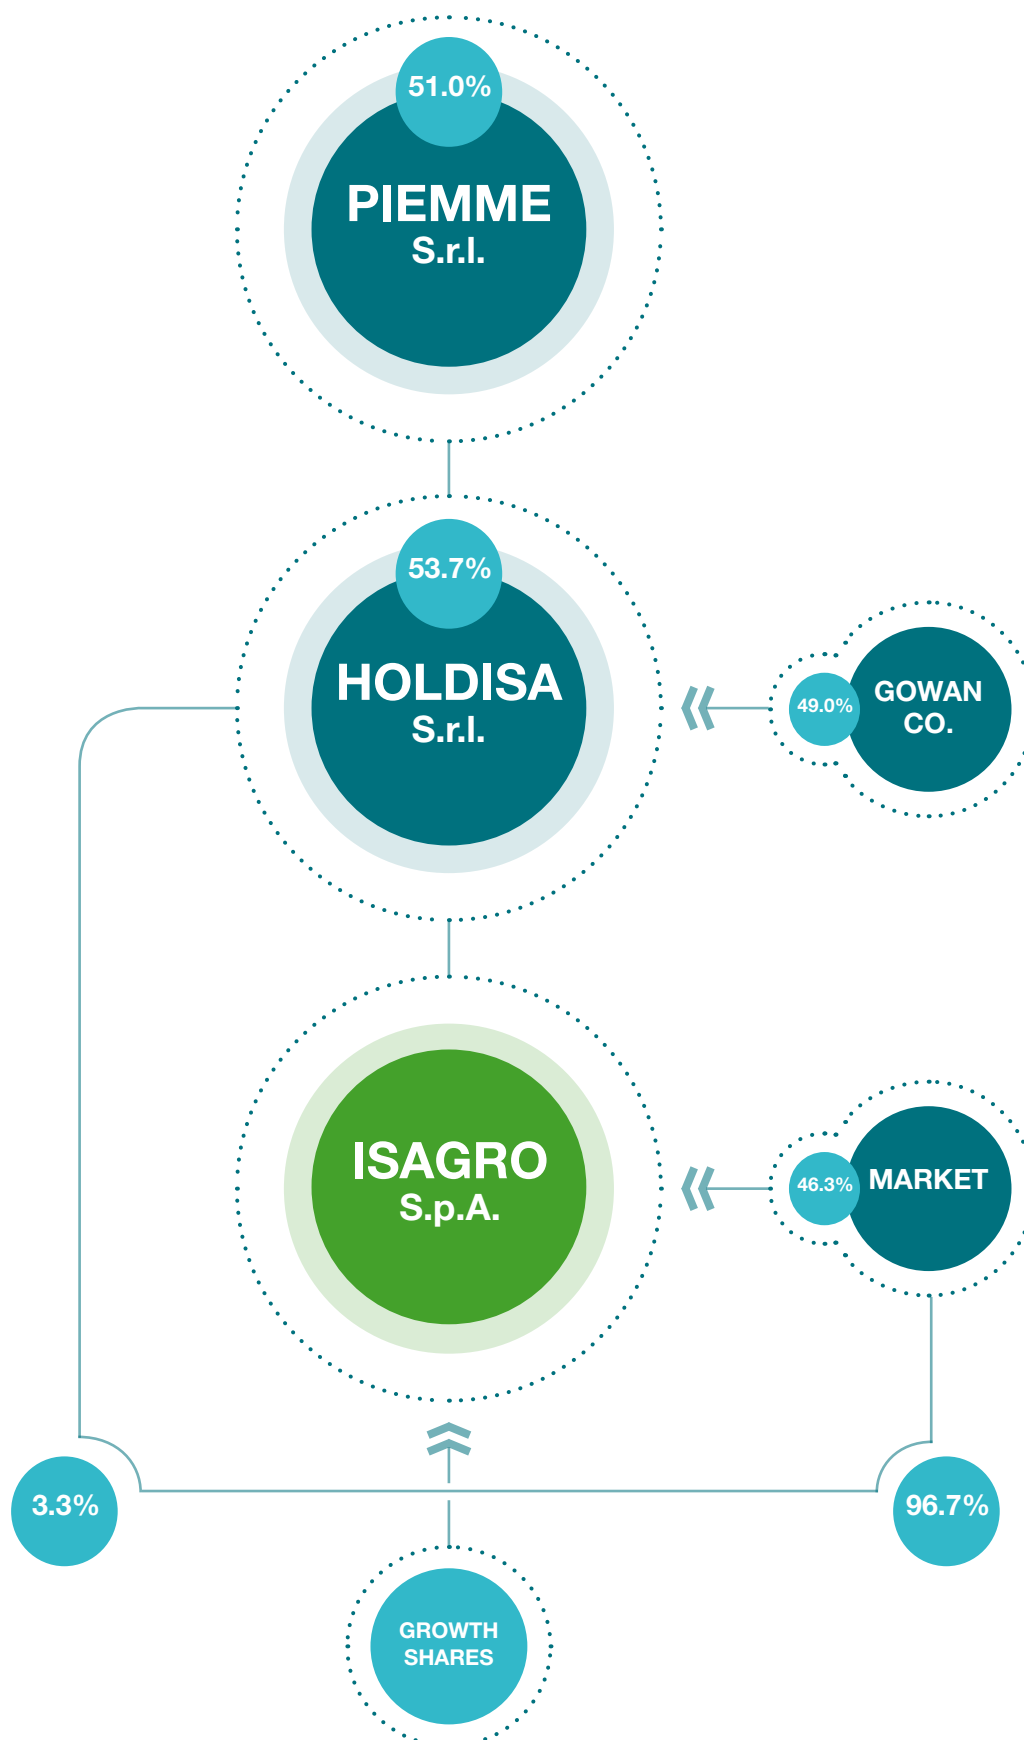 51.0%
PIEMME
S.r.l.
53.7%
HOLDISA
S.r.l.
49.0%
GOWAN
CO.
ISAGRO
S.p.A.
46.3%
MARKET
3.3%
96.7%
GROWTH
SHARES